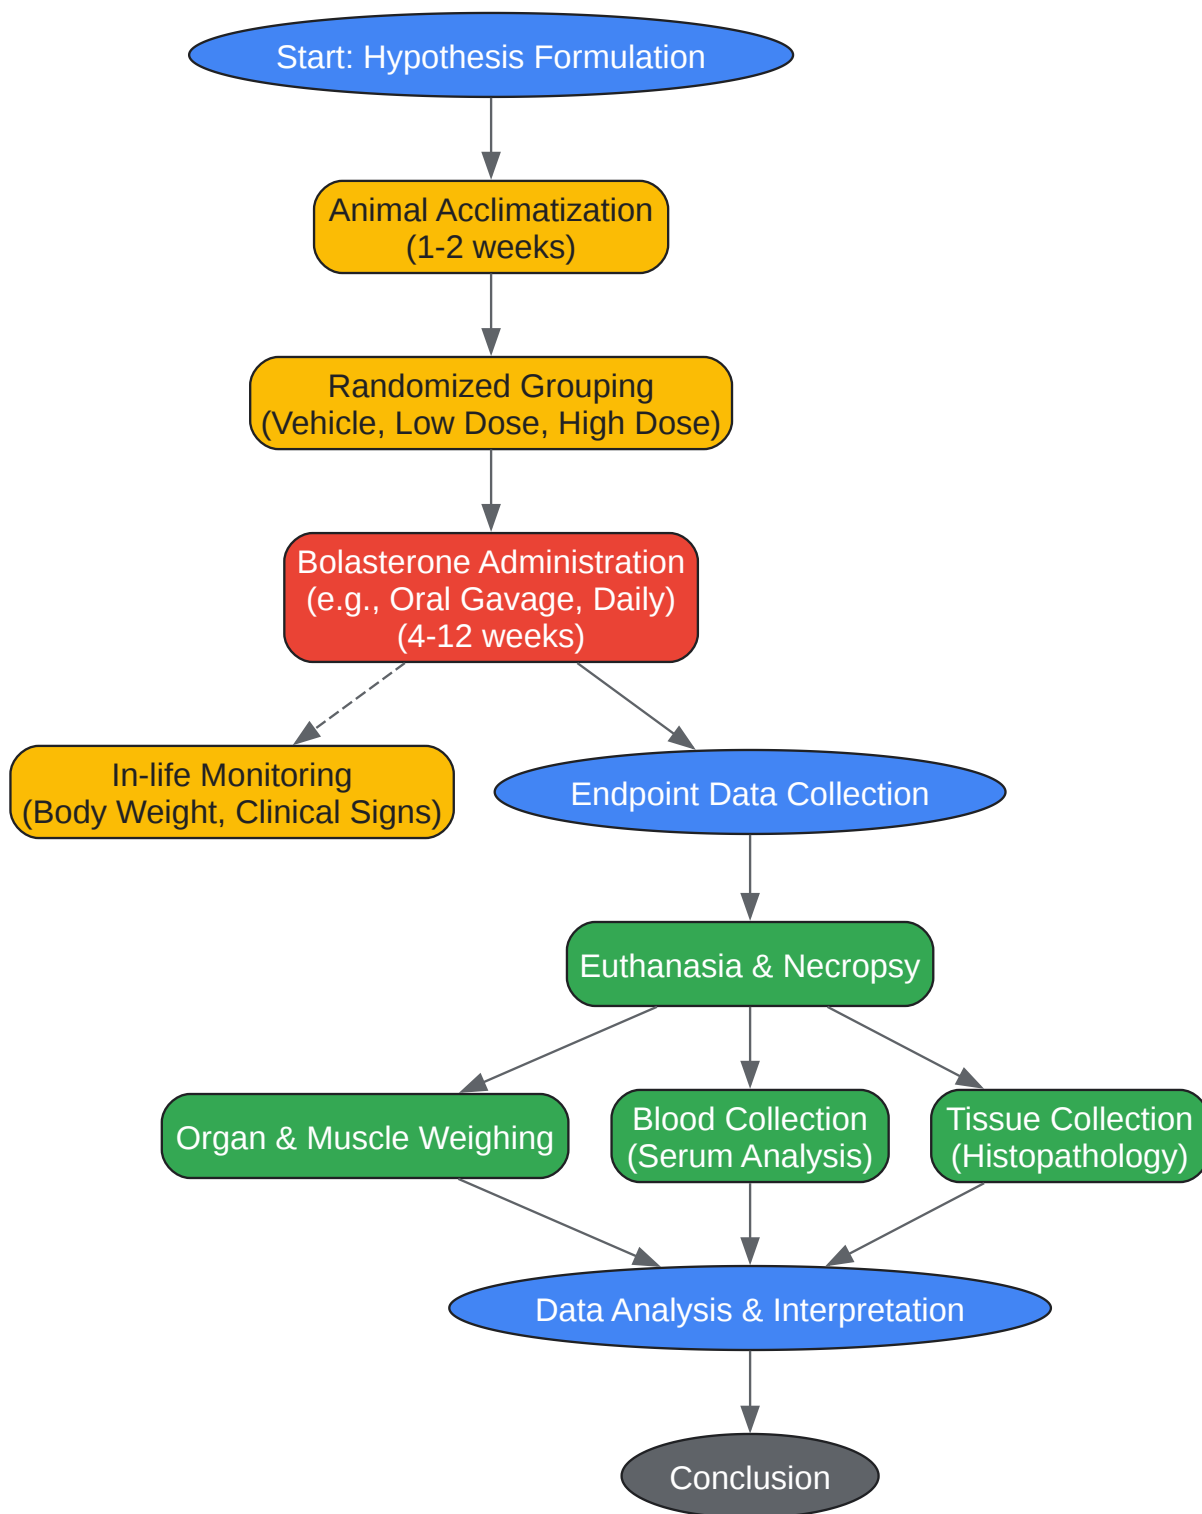 Start: Hypothesis Formulation
Animal Acclimatization
(1-2 weeks)
Randomized Grouping
(Vehicle, Low Dose, High Dose)
Bolasterone Administration
(e.g., Oral Gavage, Daily)
(4-12 weeks)
In-life Monitoring
(Body Weight, Clinical Signs)
Endpoint Data Collection
Euthanasia & Necropsy
Organ & Muscle Weighing
Blood Collection
(Serum Analysis)
Tissue Collection
(Histopathology)
Data Analysis & Interpretation
Conclusion